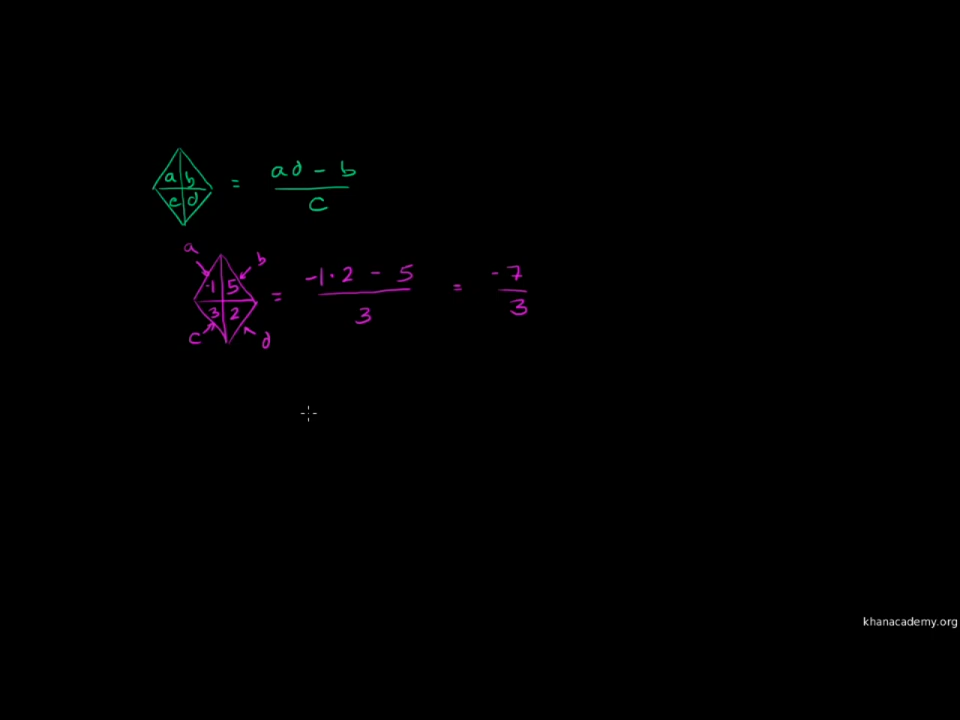 a b = ad - b
c d c
a b
-1 5 = -1·2 - 5 = -7
3 2 3 3
c d
khanacademy.org